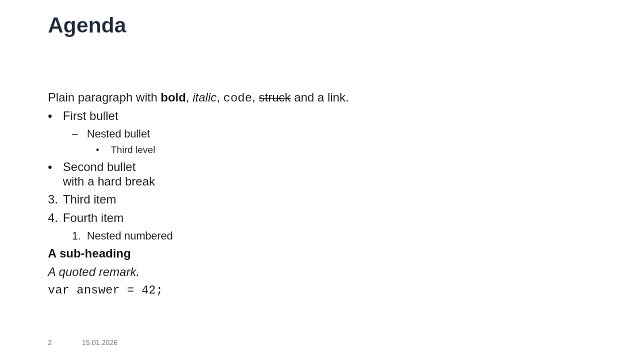 Agenda
Plain paragraph with bold, italic, code, struck and a link.
• First bullet
– Nested bullet
• Third level
• Second bullet
with a hard break
3. Third item
4. Fourth item
1. Nested numbered
A sub-heading
A quoted remark.
var answer = 42;
2 15.01.2026